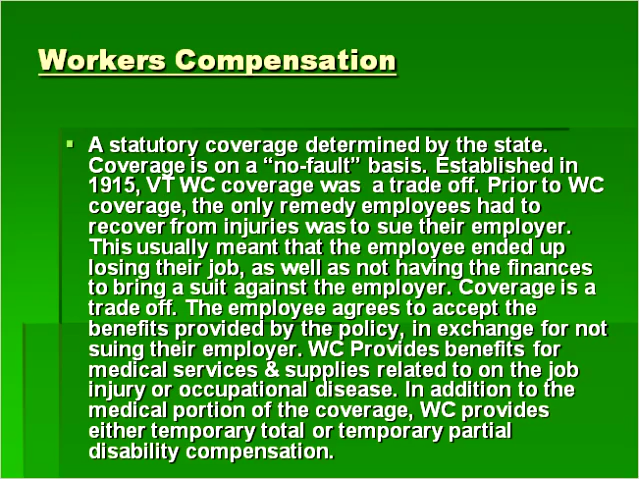 Workers Compensation
A statutory coverage determined by the state.
Coverage is on a “no-fault” basis. Established in
1915, VT WC coverage was a trade off. Prior to WC
coverage, the only remedy employees had to
recover from injuries was to sue their employer.
This usually meant that the employee ended up
losing their job, as well as not having the finances
to bring a suit against the employer. Coverage is a
trade off. The employee agrees to accept the
benefits provided by the policy, in exchange for not
suing their employer. WC Provides benefits for
medical services & supplies related to on the job
injury or occupational disease. In addition to the
medical portion of the coverage, WC provides
either temporary total or temporary partial
disability compensation.